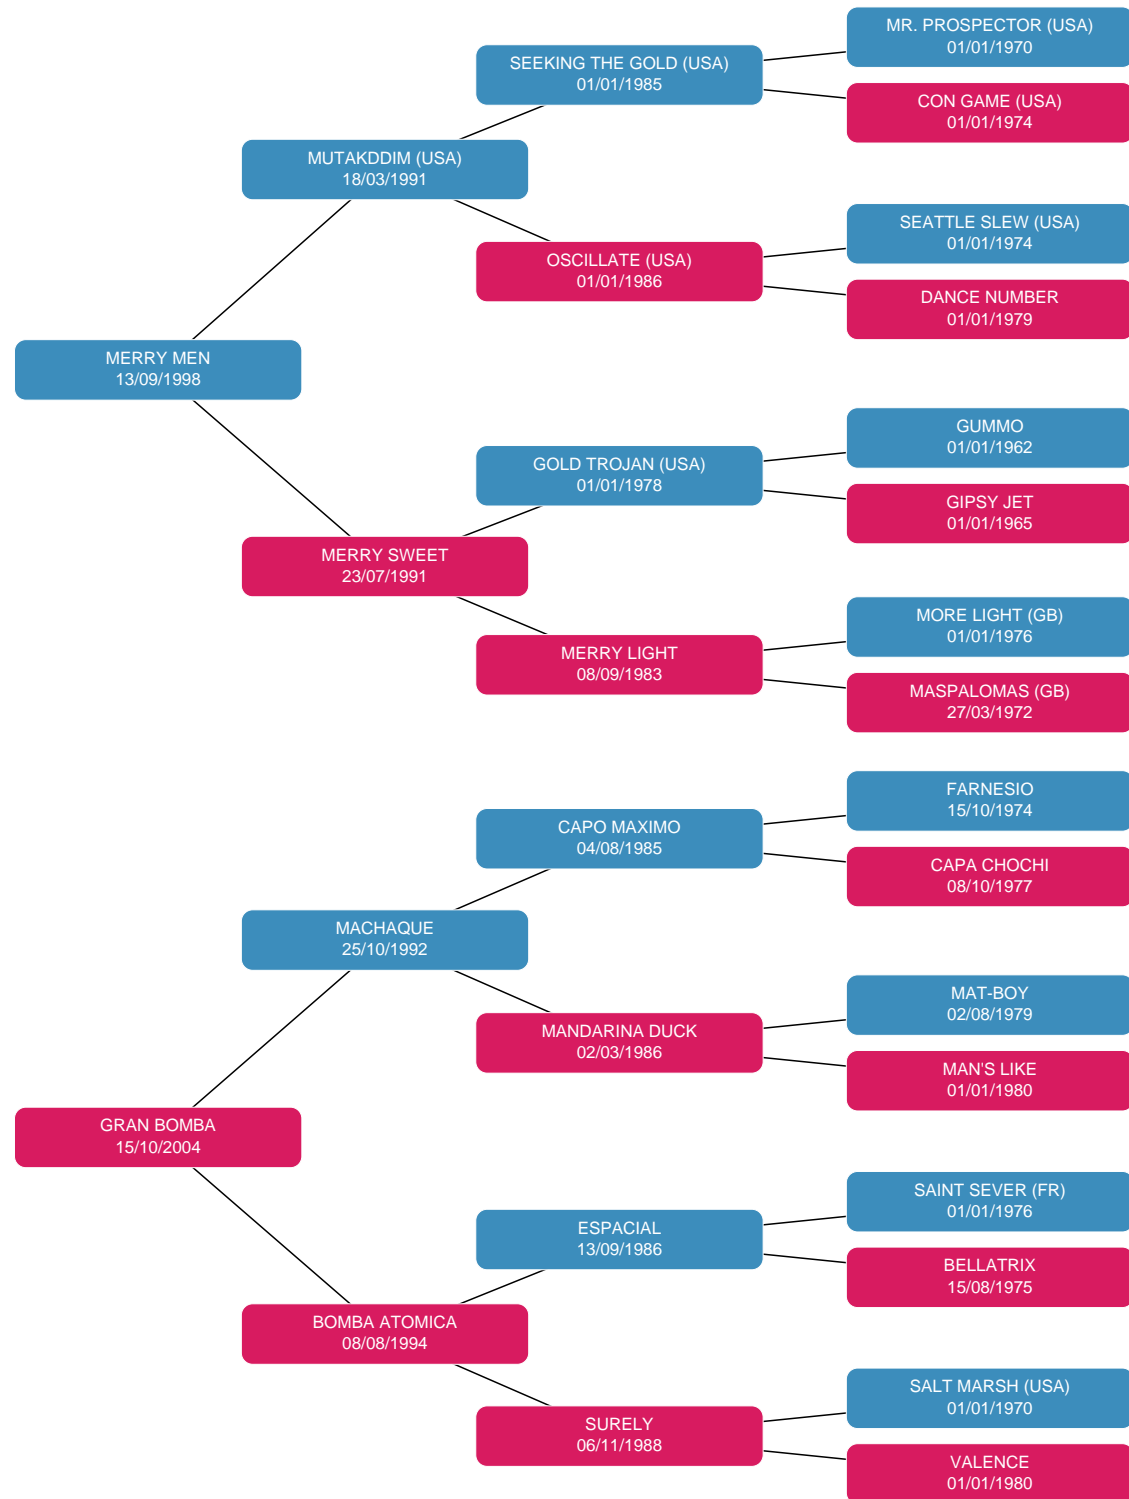 MR. PROSPECTOR (USA)
01/01/1970
SEEKING THE GOLD (USA)
01/01/1985
CON GAME (USA)
01/01/1974
MUTAKDDIM (USA)
18/03/1991
SEATTLE SLEW (USA)
01/01/1974
OSCILLATE (USA)
01/01/1986
DANCE NUMBER
01/01/1979
MERRY MEN
13/09/1998
GUMMO
01/01/1962
GOLD TROJAN (USA)
01/01/1978
GIPSY JET
01/01/1965
MERRY SWEET
23/07/1991
MORE LIGHT (GB)
01/01/1976
MERRY LIGHT
08/09/1983
MASPALOMAS (GB)
27/03/1972
FARNESIO
15/10/1974
CAPO MAXIMO
04/08/1985
CAPA CHOCHI
08/10/1977
MACHAQUE
25/10/1992
MAT-BOY
02/08/1979
MANDARINA DUCK
02/03/1986
MAN'S LIKE
01/01/1980
GRAN BOMBA
15/10/2004
SAINT SEVER (FR)
01/01/1976
ESPACIAL
13/09/1986
BELLATRIX
15/08/1975
BOMBA ATOMICA
08/08/1994
SALT MARSH (USA)
01/01/1970
SURELY
06/11/1988
VALENCE
01/01/1980